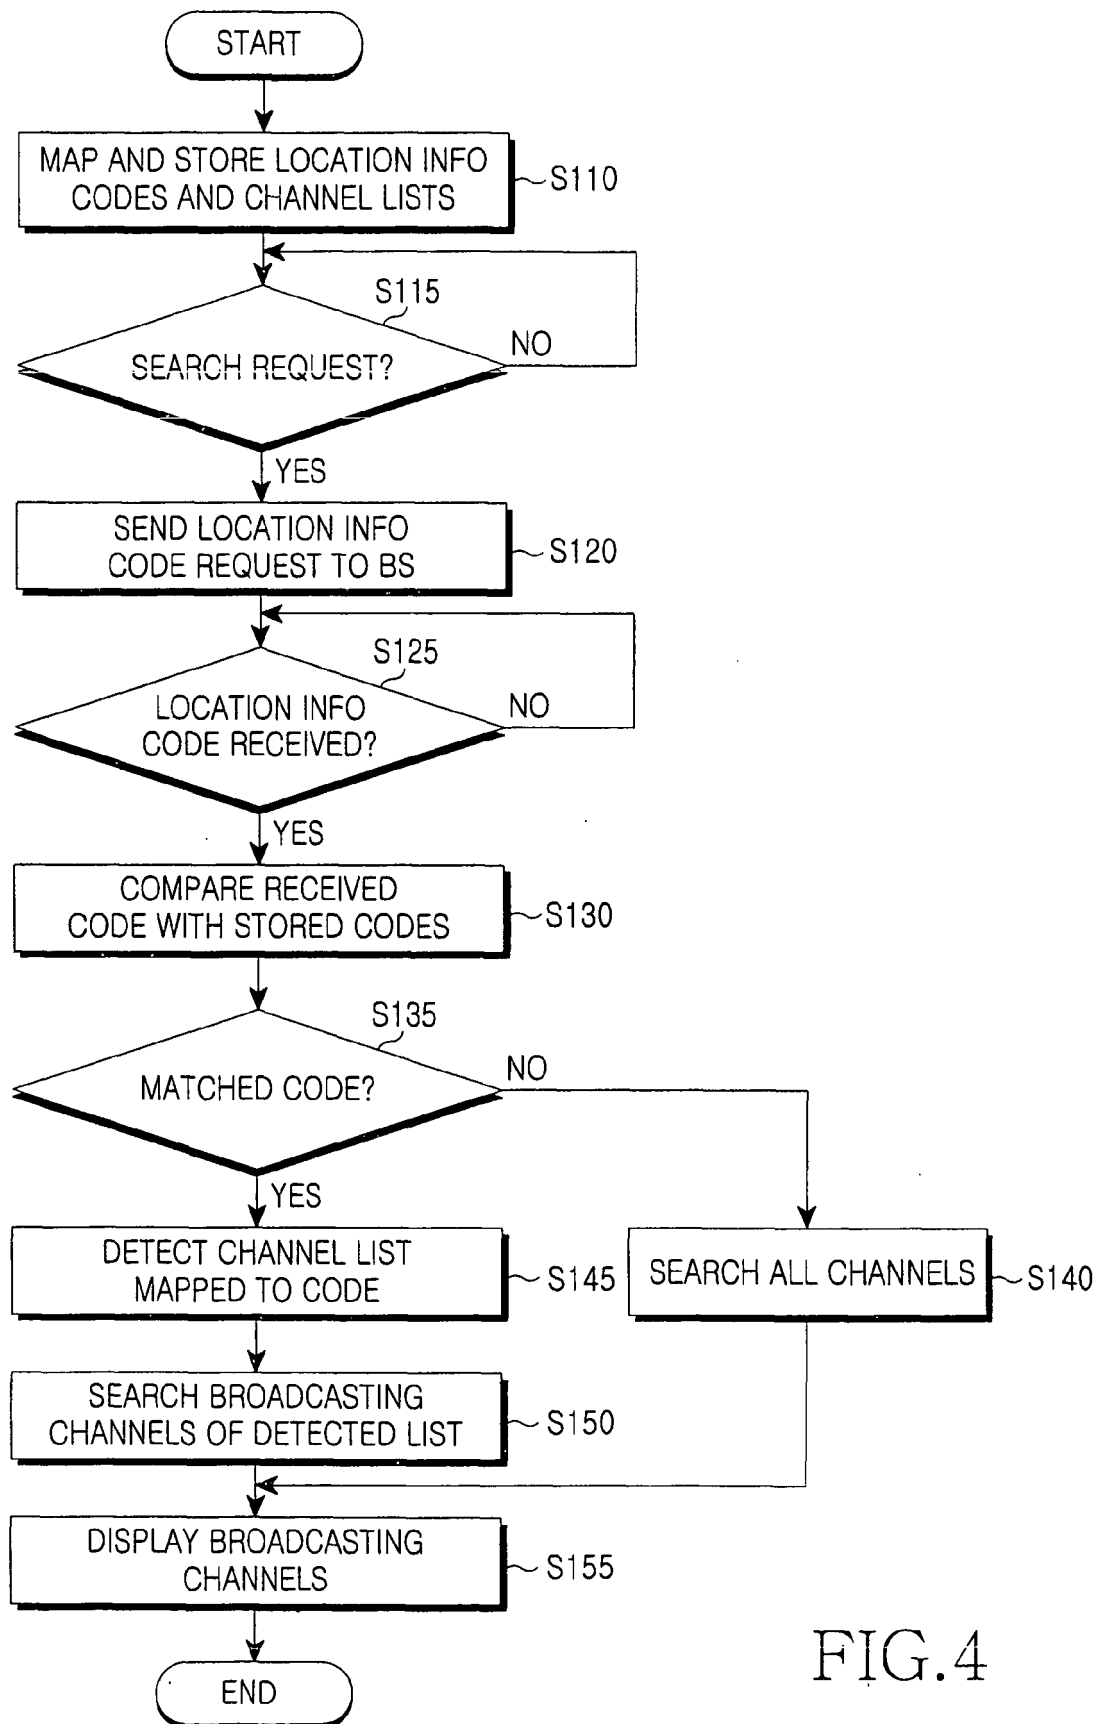 START
MAP AND STORE LOCATION INFO
CODES AND CHANNEL LISTS
S110
S115
SEARCH REQUEST?
NO
YES
SEND LOCATION INFO
CODE REQUEST TO BS
S120
S125
LOCATION INFO
CODE RECEIVED?
NO
YES
COMPARE RECEIVED
CODE WITH STORED CODES
S130
S135
MATCHED CODE?
NO
YES
DETECT CHANNEL LIST
MAPPED TO CODE
S145
SEARCH ALL CHANNELS
S140
SEARCH BROADCASTING
CHANNELS OF DETECTED LIST
S150
DISPLAY BROADCASTING
CHANNELS
S155
END
FIG.4